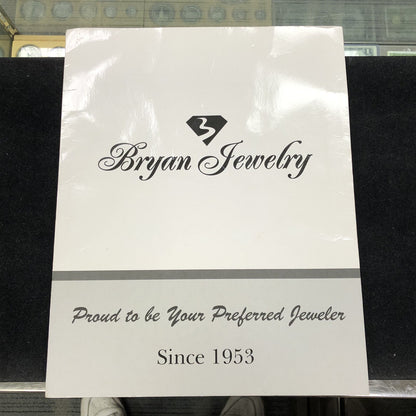 Bryan Jewelry
Proud to be Your Preferred Jeweler
Since 1953